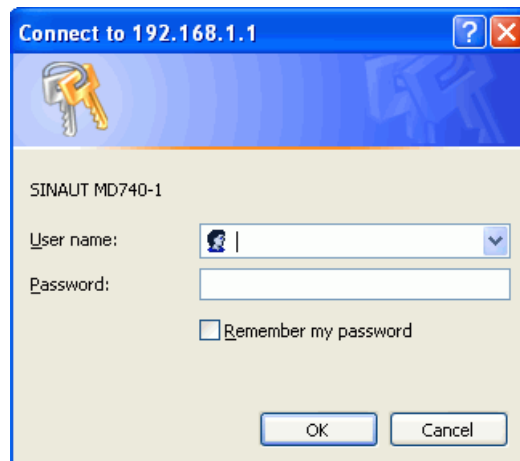 Connect to 192.168.1.1
SINAUT MD740-1
User name:
Password:
Remember my password
OK Cancel